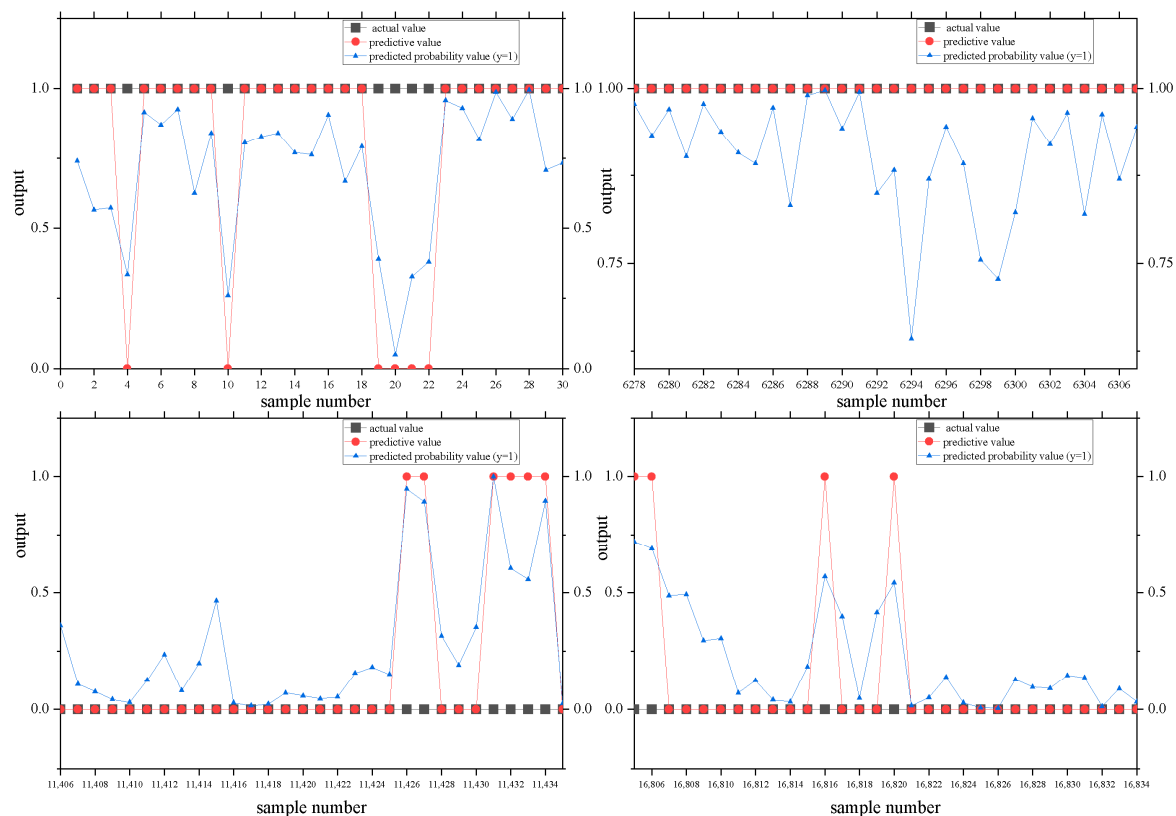 actual value
predictive value
predicted probability value (y=1)
1.0
0.5
0.0
output
1.0
0.5
0.0
0 2 4 6 8 10 12 14 16 18 20 22 24 26 28 30
sample number
actual value
predictive value
predicted probability value (y=1)
1.00
0.75
output
1.00
0.75
6278 6280 6282 6284 6286 6288 6290 6292 6294 6296 6298 6300 6302 6304 6306
sample number
actual value
predictive value
predicted probability value (y=1)
1.0
0.5
0.0
output
1.0
0.5
0.0
11,406 11,408 11,410 11,412 11,414 11,416 11,418 11,420 11,422 11,424 11,426 11,428 11,430 11,432 11,434
sample number
actual value
predictive value
predicted probability value (y=1)
1.0
0.5
0.0
output
1.0
0.5
0.0
16,806 16,808 16,810 16,812 16,814 16,816 16,818 16,820 16,822 16,824 16,826 16,828 16,830 16,832 16,834
sample number